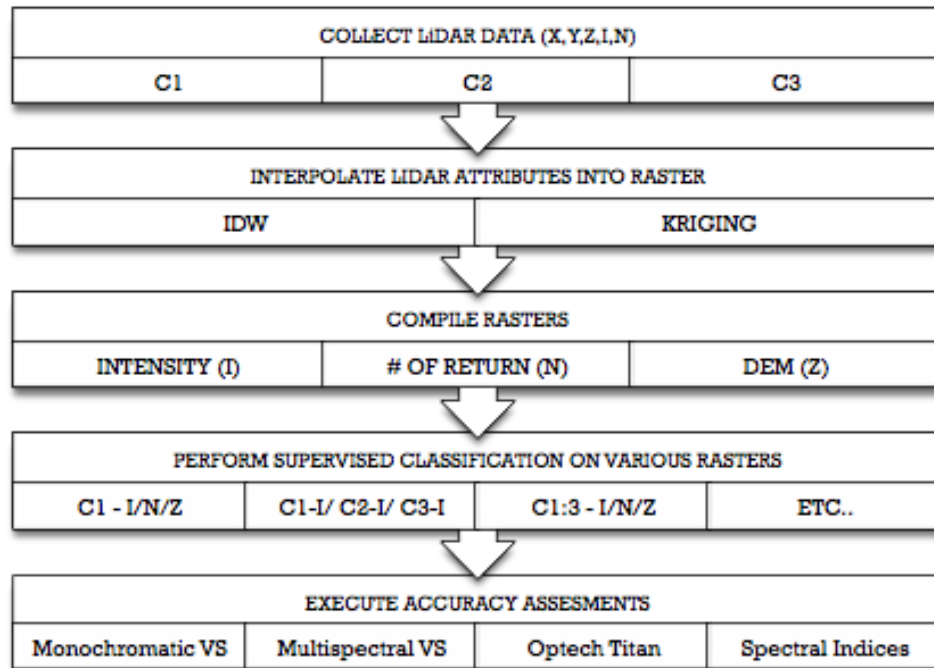 COLLECT LiDAR DATA (X,Y,Z,I,N)
C1 C2 C3
INTERPOLATE LIDAR ATTRIBUTES INTO RASTER
IDW KRIGING
COMPILE RASTERS
INTENSITY (I) # OF RETURN (N) DEM (Z)
PERFORM SUPERVISED CLASSIFICATION ON VARIOUS RASTERS
C1 - I/N/Z C1-I/ C2-I/ C3-I C1:3 - I/N/Z ETC..
EXECUTE ACCURACY ASSESMENTS
Monochromatic VS Multispectral VS Optech Titan Spectral Indices